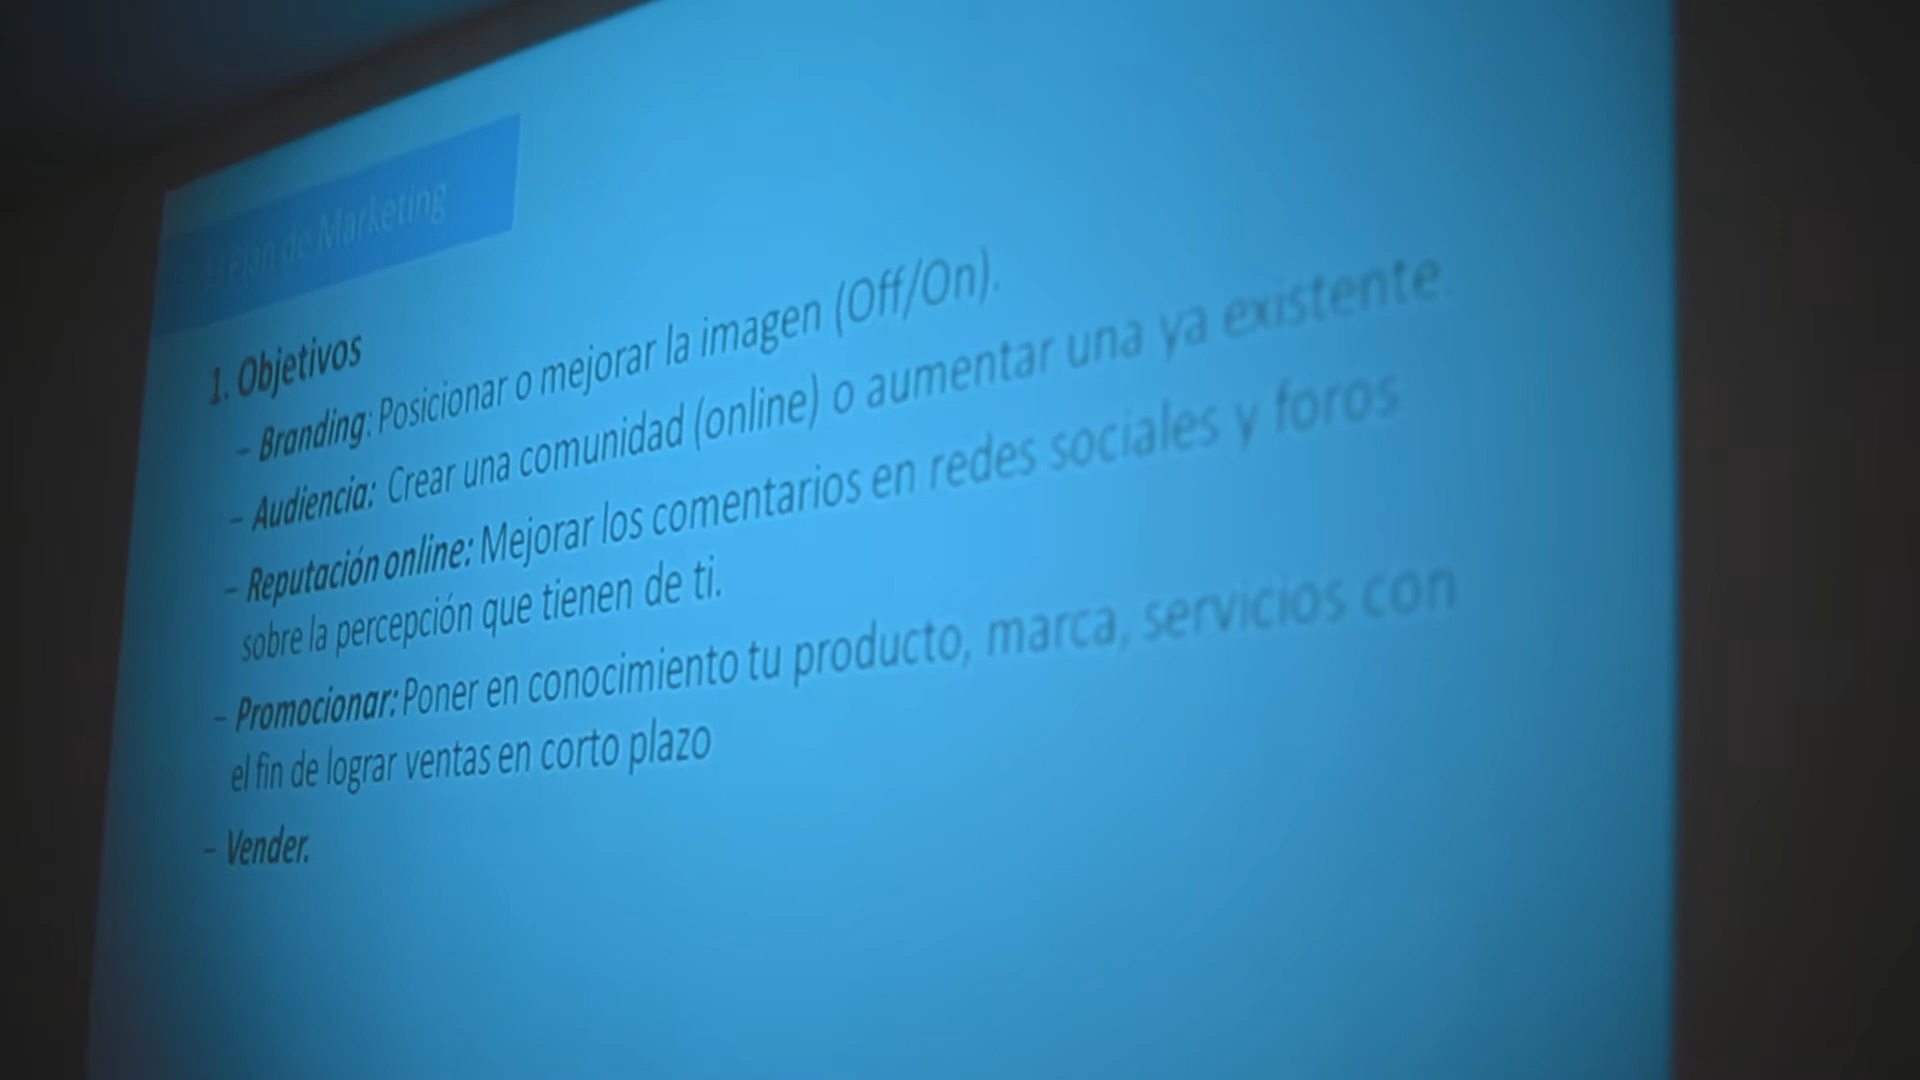 Plan de Marketing
1. Objetivos
– Branding: Posicionar o mejorar la imagen (Off/On).
– Audiencia: Crear una comunidad (online) o aumentar una ya existente.
– Reputación online: Mejorar los comentarios en redes sociales y foros
sobre la percepción que tienen de ti.
– Promocionar: Poner en conocimiento tu producto, marca, servicios con
el fin de lograr ventas en corto plazo
– Vender.